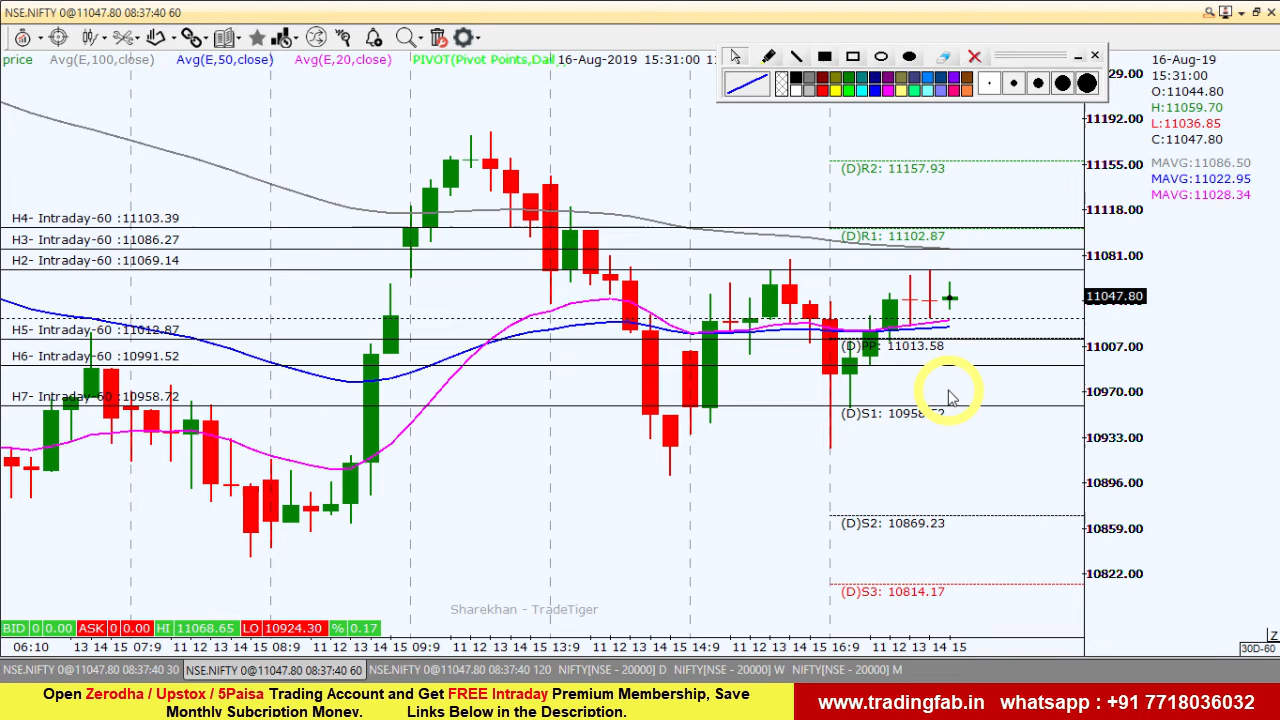 NSE.NIFTY 0@11047.80 08:37:40 60
price Avg(E,100,close) Avg(E,50,close) Avg(E,20,close) PIVOT(Pivot Points,Dail 16-Aug-2019 15:31:00
16-Aug-19
15:31:00
O:11044.80
H:11059.70
L:11036.85
C:11047.80
MAVG:11086.50
MAVG:11022.95
MAVG:11028.34
11192.00
11155.00
11118.00
11081.00
11047.80
11007.00
10970.00
10933.00
10896.00
10859.00
10822.00
(D)R2: 11157.93
H4- Intraday-60 :11103.39
(D)R1: 11102.87
H3- Intraday-60 :11086.27
H2- Intraday-60 :11069.14
H5- Intraday-60 :11012.87
(D)PP: 11013.58
H6- Intraday-60 :10991.52
H7- Intraday-60 :10958.72
(D)S1: 10958.52
(D)S2: 10869.23
(D)S3: 10814.17
Sharekhan - TradeTiger
BID 0 0.00 ASK 0 0.00 HI 11068.65 LO 10924.30 % 0.17
Z
06:10 13 14 15 07:9 11 12 13 14 15 08:9 11 12 13 14 15 09:9 11 12 13 14 15 13:9 11 12 13 14 15 14:9 11 12 13 14 15 16:9 11 12 13 14 15
30D-60
NSE.NIFTY 0@11047.80 08:37:40 30 NSE.NIFTY 0@11047.80 08:37:40 60 NSE.NIFTY 0@11047.80 08:37:40 120 NIFTY[NSE - 20000] D NIFTY[NSE - 20000] W NIFTY[NSE - 20000] M
Open Zerodha / Upstox / 5Paisa Trading Account and Get FREE Intraday Premium Membership, Save
Monthly Subcription Money. Links Below in the Description.
www.tradingfab.in whatsapp : +91 7718036032